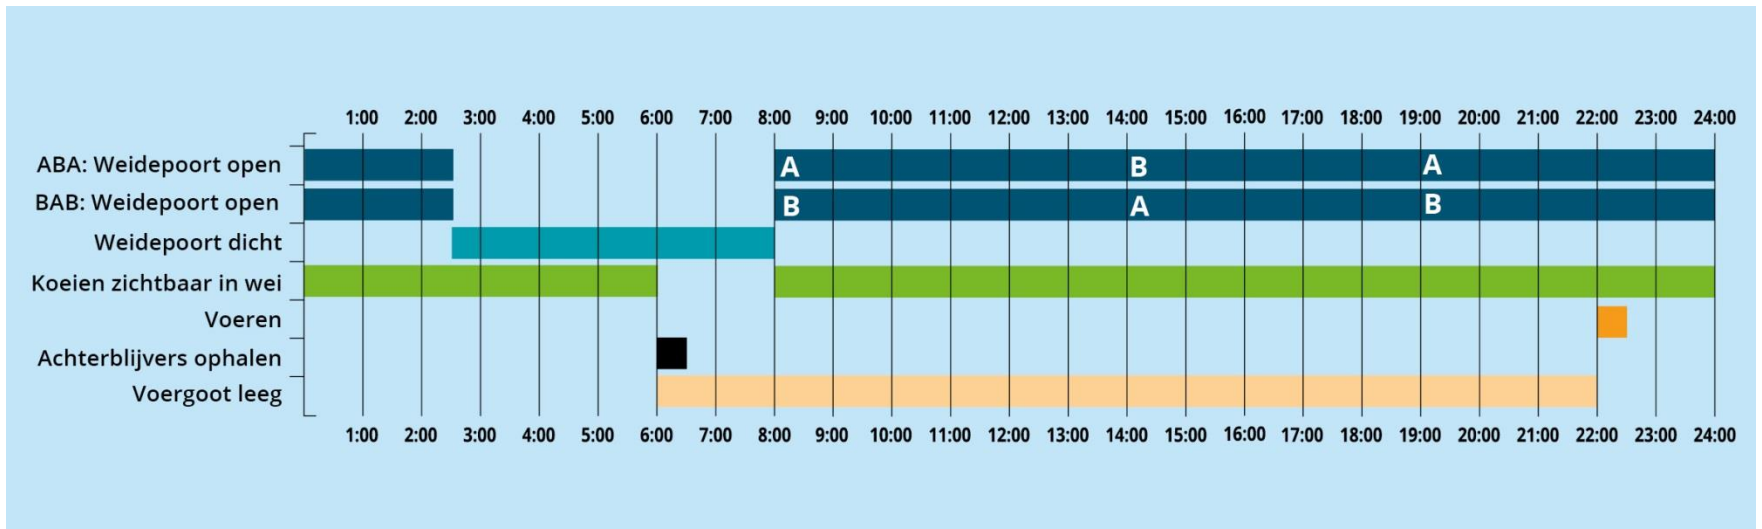 1:00 2:00 3:00 4:00 5:00 6:00 7:00 8:00 9:00 10:00 11:00 12:00 13:00 14:00 15:00 16:00 17:00 18:00 19:00 20:00 21:00 22:00 23:00 24:00
ABA: Weidepoort open A B A
BAB: Weidepoort open B A B
Weidepoort dicht
Koeien zichtbaar in wei
Voeren
Achterblijvers ophalen
Voergoot leeg
1:00 2:00 3:00 4:00 5:00 6:00 7:00 8:00 9:00 10:00 11:00 12:00 13:00 14:00 15:00 16:00 17:00 18:00 19:00 20:00 21:00 22:00 23:00 24:00